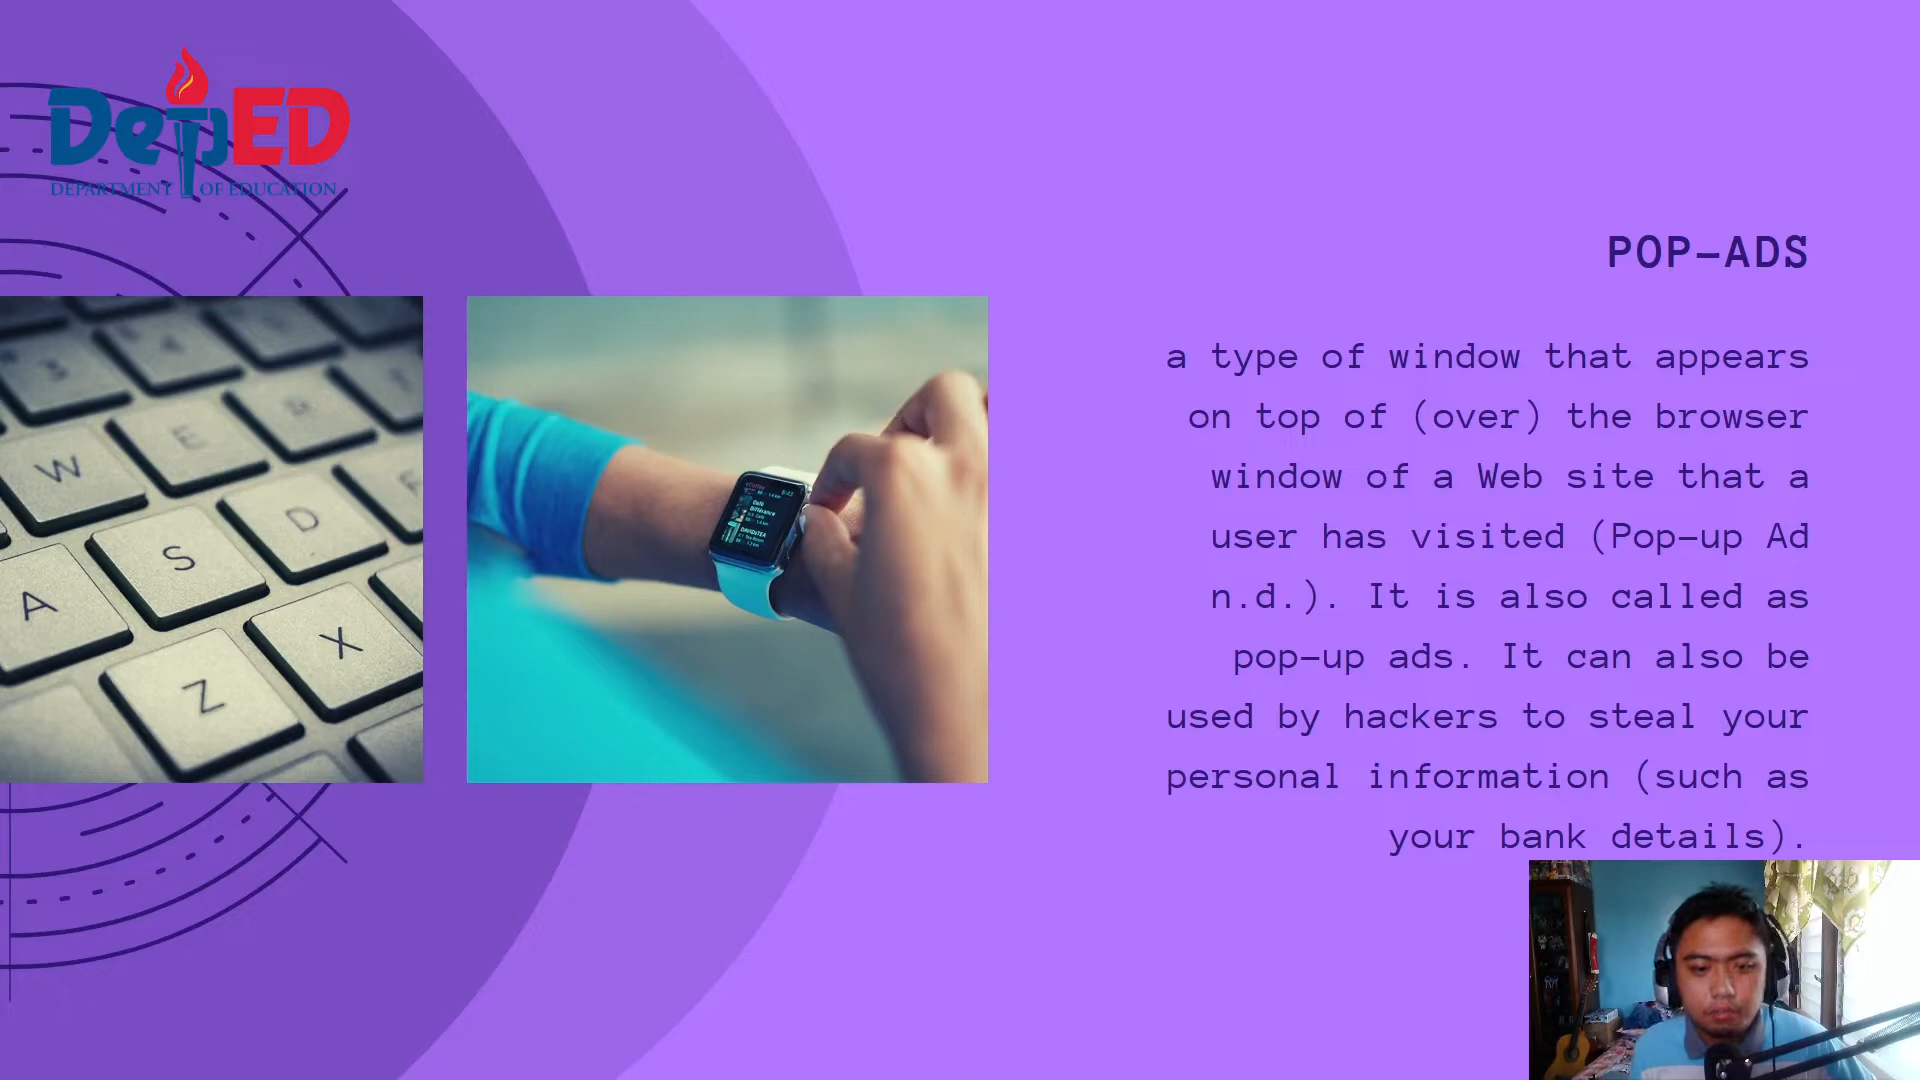 DepED
DEPARTMENT OF EDUCATION
POP-ADS
a type of window that appears
on top of (over) the browser
window of a Web site that a
user has visited (Pop-up Ad
n.d.). It is also called as
pop-up ads. It can also be
used by hackers to steal your
personal information (such as
your bank details).
W
E
A
S
D
Z
X